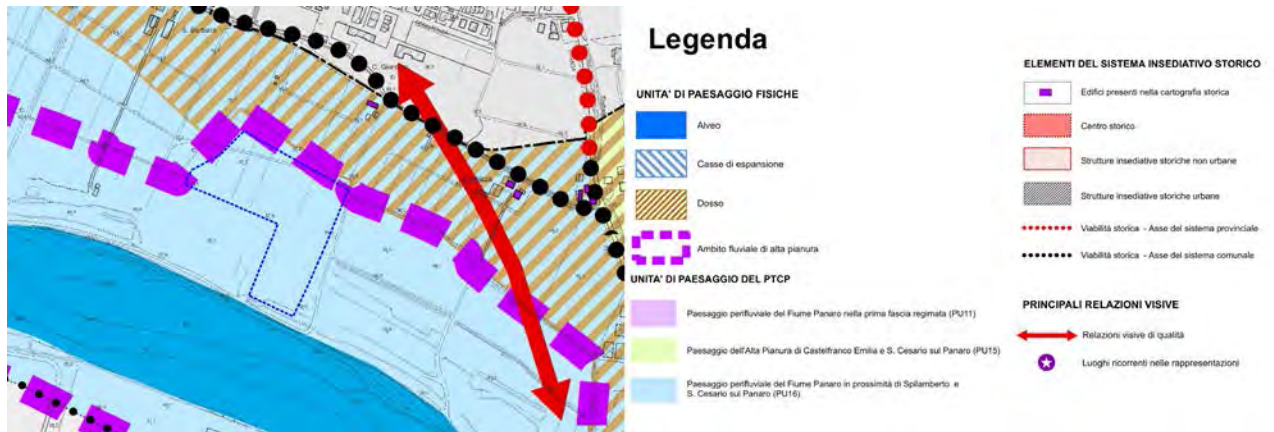 S. Barbara
Legenda
UNITA' DI PAESAGGIO FISICHE
Alveo
Casse di espansione
Dosso
Ambito fluviale di alta pianura
UNITA' DI PAESAGGIO DEL PTCP
Paesaggio perifluviale del Fiume Panaro nella prima fascia regimata (PU11)
Paesaggio dell'Alta Pianura di Castelfranco Emilia e S. Cesario sul Panaro (PU15)
Paesaggio perifluviale del Fiume Panaro in prossimità di Spilamberto e
S. Cesario sul Panaro (PU16)
ELEMENTI DEL SISTEMA INSEDIATIVO STORICO
Edifici presenti nella cartografia storica
Centro storico
Strutture insediative storiche non urbane
Strutture insediative storiche urbane
Viabilità storica - Asse del sistema provinciale
Viabilità storica - Asse del sistema comunale
PRINCIPALI RELAZIONI VISIVE
Relazioni visive di qualità
Luoghi ricorrenti nelle rappresentazioni